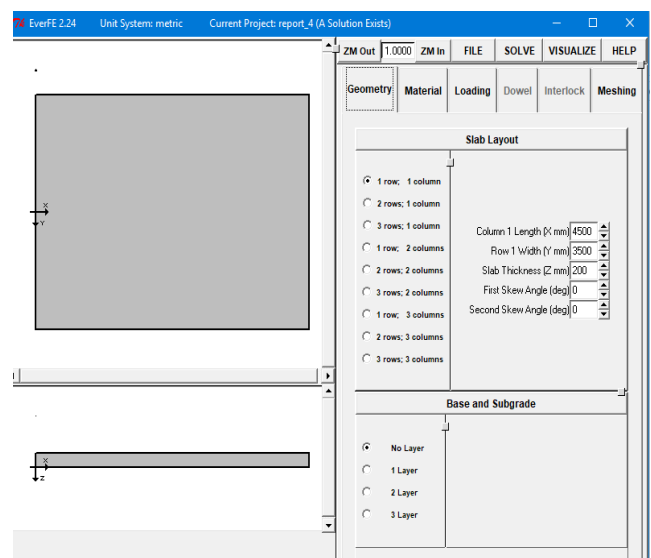 EverFE 2.24 Unit System: metric Current Project: report_4 (A Solution Exists)
ZM Out 1.0000 ZM In FILE SOLVE VISUALIZE HELP
Geometry Material Loading Dowel Interlock Meshing
Slab Layout
1 row; 1 column
2 rows; 1 column
3 rows; 1 column
1 row; 2 columns
2 rows; 2 columns
3 rows; 2 columns
1 row; 3 columns
2 rows; 3 columns
3 rows; 3 columns
Column 1 Length (X mm) 4500
Row 1 Width (Y mm) 3500
Slab Thickness (Z mm) 200
First Skew Angle (deg) 0
Second Skew Angle (deg) 0
Base and Subgrade
No Layer
1 Layer
2 Layer
3 Layer
X
Y
X
Z